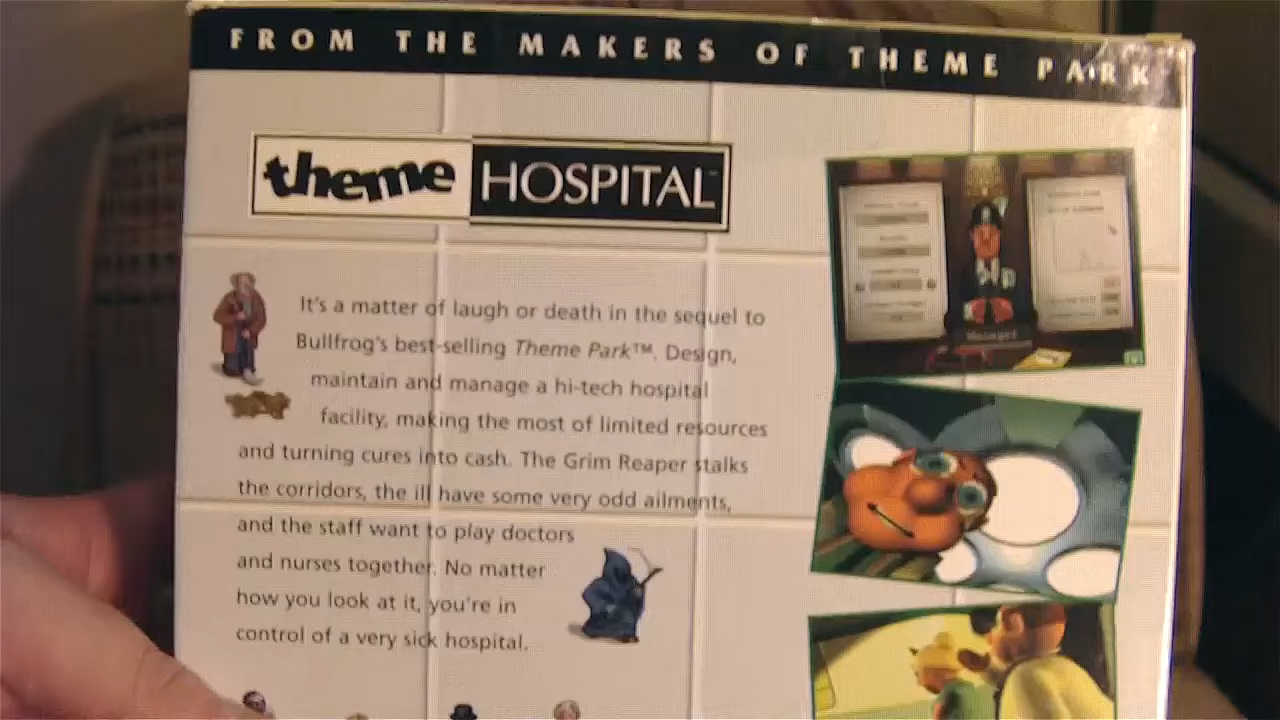 FROM THE MAKERS OF THEME PARK
theme HOSPITAL™
It's a matter of laugh or death in the sequel to
Bullfrog's best-selling Theme Park™. Design,
maintain and manage a hi-tech hospital
facility, making the most of limited resources
and turning cures into cash. The Grim Reaper stalks
the corridors, the ill have some very odd ailments,
and the staff want to play doctors
and nurses together. No matter
how you look at it, you're in
control of a very sick hospital.